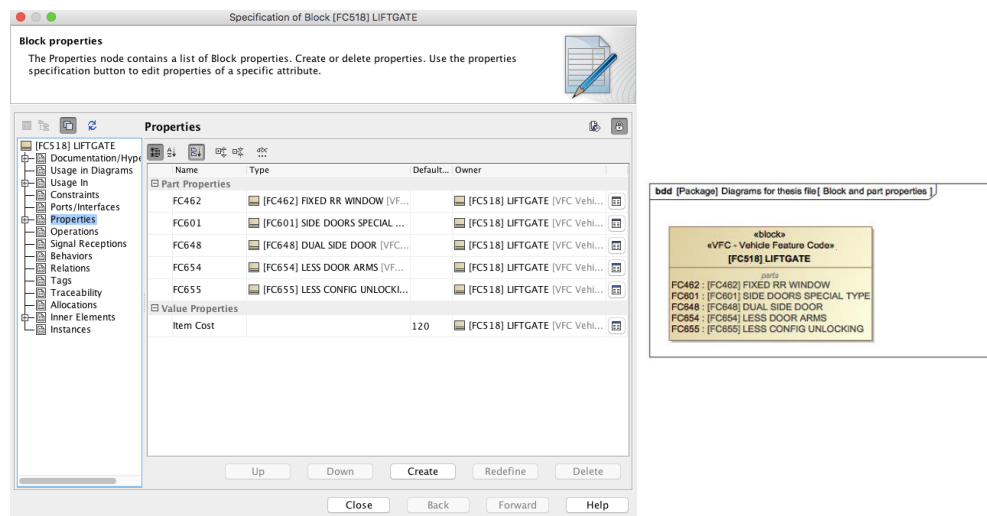 Specification of Block [FC518] LIFTGATE
Block properties
The Properties node contains a list of Block properties. Create or delete properties. Use the properties
specification button to edit properties of a specific attribute.
Properties
[FC518] LIFTGATE
Documentation/Hype
Usage in Diagrams
Usage In
Constraints
Ports/Interfaces
Properties
Operations
Signal Receptions
Behaviors
Relations
Tags
Traceability
Allocations
Inner Elements
Instances
Name Type Default... Owner
Part Properties
FC462 [FC462] FIXED RR WINDOW [VF... [FC518] LIFTGATE [VFC Vehi...
FC601 [FC601] SIDE DOORS SPECIAL ... [FC518] LIFTGATE [VFC Vehi...
FC648 [FC648] DUAL SIDE DOOR [VFC... [FC518] LIFTGATE [VFC Vehi...
FC654 [FC654] LESS DOOR ARMS [VF... [FC518] LIFTGATE [VFC Vehi...
FC655 [FC655] LESS CONFIG UNLOCKI... [FC518] LIFTGATE [VFC Vehi...
Value Properties
Item Cost 120 [FC518] LIFTGATE [VFC Vehi...
Up Down Create Redefine Delete
Close Back Forward Help
bdd [Package] Diagrams for thesis file[ Block and part properties ]
«block»
«VFC - Vehicle Feature Code»
[FC518] LIFTGATE
parts
FC462 : [FC462] FIXED RR WINDOW
FC601 : [FC601] SIDE DOORS SPECIAL TYPE
FC648 : [FC648] DUAL SIDE DOOR
FC654 : [FC654] LESS DOOR ARMS
FC655 : [FC655] LESS CONFIG UNLOCKING